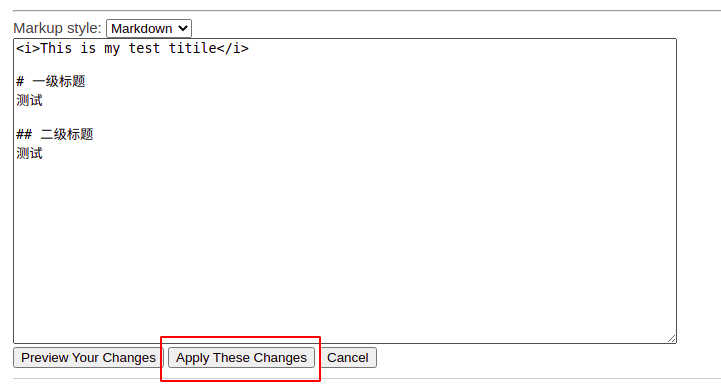 Markup style: Markdown
<i>This is my test titile</i>
# 一级标题
测试
## 二级标题
测试
Preview Your Changes Apply These Changes Cancel